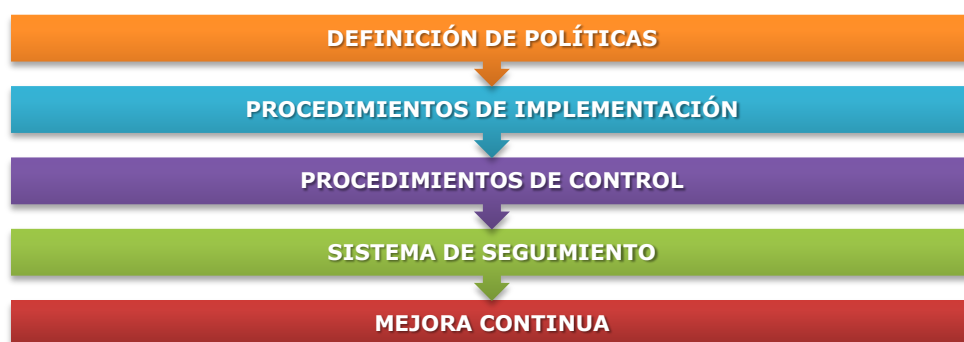 DEFINICIÓN DE POLÍTICAS
PROCEDIMIENTOS DE IMPLEMENTACIÓN
PROCEDIMIENTOS DE CONTROL
SISTEMA DE SEGUIMIENTO
MEJORA CONTINUA